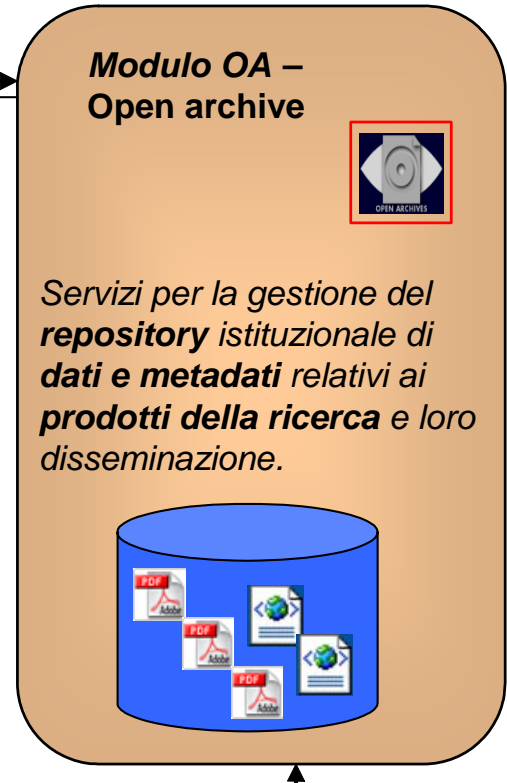 Modulo OA –
Open archive
OPEN ARCHIVES
Servizi per la gestione del
repository istituzionale di
dati e metadati relativi ai
prodotti della ricerca e loro
disseminazione.
PDF
Adobe
PDF
Adobe
PDF
Adobe